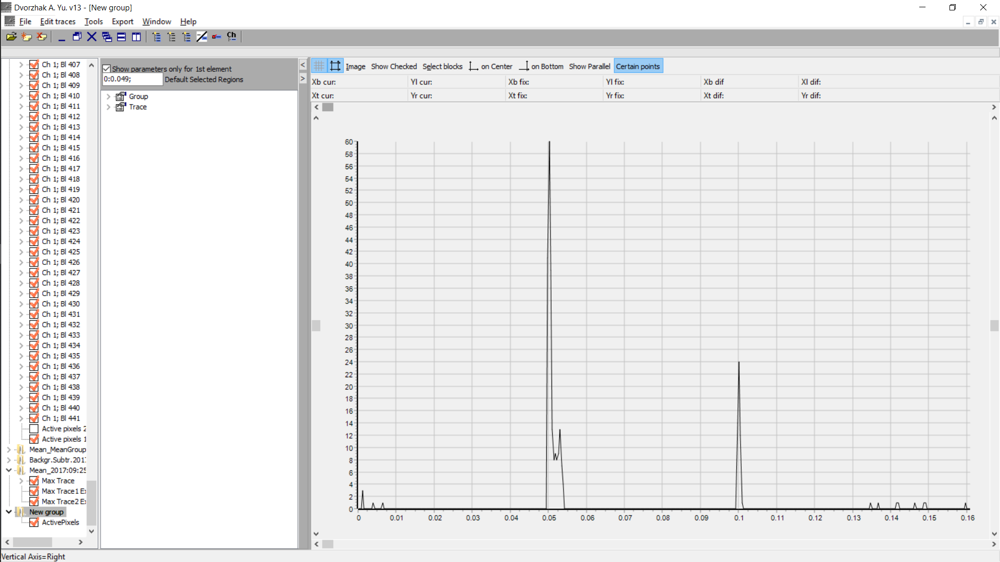 Dvorzhak A. Yu. v13 - [New group]
File Edit traces Tools Export Window Help
Ch
Ch 1; Bl 407
Ch 1; Bl 408
Ch 1; Bl 409
Ch 1; Bl 410
Ch 1; Bl 411
Ch 1; Bl 412
Ch 1; Bl 413
Ch 1; Bl 414
Ch 1; Bl 415
Ch 1; Bl 416
Ch 1; Bl 417
Ch 1; Bl 418
Ch 1; Bl 419
Ch 1; Bl 420
Ch 1; Bl 421
Ch 1; Bl 422
Ch 1; Bl 423
Ch 1; Bl 424
Ch 1; Bl 425
Ch 1; Bl 426
Ch 1; Bl 427
Ch 1; Bl 428
Ch 1; Bl 429
Ch 1; Bl 430
Ch 1; Bl 431
Ch 1; Bl 432
Ch 1; Bl 433
Ch 1; Bl 434
Ch 1; Bl 435
Ch 1; Bl 436
Ch 1; Bl 437
Ch 1; Bl 438
Ch 1; Bl 439
Ch 1; Bl 440
Ch 1; Bl 441
Active pixels 2
Active pixels 1
Mean_MeanGroup
Backgr.Subtr.201
Mean_2017:09:25
Max Trace
Max Trace1 E
Max Trace2 E
New group
ActivePixels
Show parameters only for 1st element
0:0.049; Default Selected Regions
Group
Trace
Image Show Checked Select blocks on Center on Bottom Show Parallel Certain points
Xb cur: Yl cur: Xb fix: Yl fix: Xb dif Xl dif:
Xt cur: Yr cur: Xt fix: Yr fix: Xt dif: Yr dif:
60
58
56
54
52
50
48
46
44
42
40
38
36
34
32
30
28
26
24
22
20
18
16
14
12
10
8
6
4
2
0
0 0.01 0.02 0.03 0.04 0.05 0.06 0.07 0.08 0.09 0.1 0.11 0.12 0.13 0.14 0.15 0.16
Vertical Axis=Right